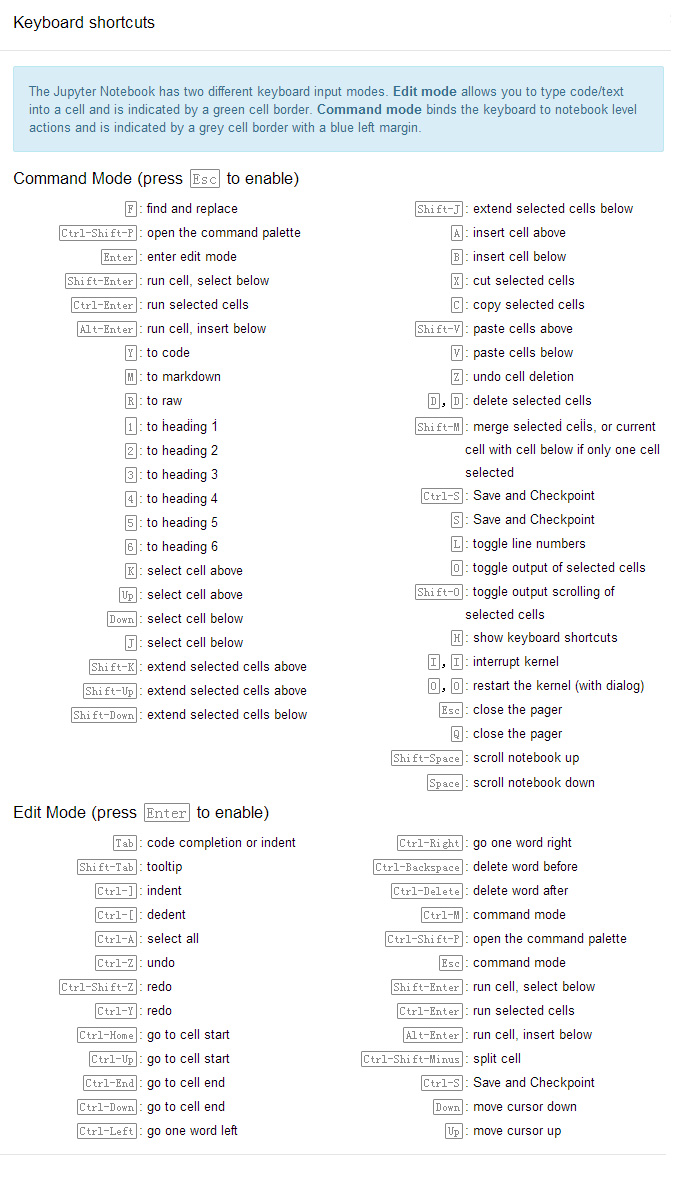 Keyboard shortcuts
The Jupyter Notebook has two different keyboard input modes. Edit mode allows you to type code/text
into a cell and is indicated by a green cell border. Command mode binds the keyboard to notebook level
actions and is indicated by a grey cell border with a blue left margin.
Command Mode (press Esc to enable)
F : find and replace
Ctrl-Shift-P : open the command palette
Enter : enter edit mode
Shift-Enter : run cell, select below
Ctrl-Enter : run selected cells
Alt-Enter : run cell, insert below
Y : to code
M : to markdown
R : to raw
1 : to heading 1
2 : to heading 2
3 : to heading 3
4 : to heading 4
5 : to heading 5
6 : to heading 6
K : select cell above
Up : select cell above
Down : select cell below
J : select cell below
Shift-K : extend selected cells above
Shift-Up : extend selected cells above
Shift-Down : extend selected cells below
Shift-J : extend selected cells below
A : insert cell above
B : insert cell below
X : cut selected cells
C : copy selected cells
Shift-V : paste cells above
V : paste cells below
Z : undo cell deletion
D , D : delete selected cells
Shift-M : merge selected cells, or current
cell with cell below if only one cell
selected
Ctrl-S : Save and Checkpoint
S : Save and Checkpoint
L : toggle line numbers
O : toggle output of selected cells
Shift-O : toggle output scrolling of
selected cells
H : show keyboard shortcuts
I , I : interrupt kernel
0 , 0 : restart the kernel (with dialog)
Esc : close the pager
Q : close the pager
Shift-Space : scroll notebook up
Space : scroll notebook down
Edit Mode (press Enter to enable)
Tab : code completion or indent
Shift-Tab : tooltip
Ctrl-] : indent
Ctrl-[ : dedent
Ctrl-A : select all
Ctrl-Z : undo
Ctrl-Shift-Z : redo
Ctrl-Y : redo
Ctrl-Home : go to cell start
Ctrl-Up : go to cell start
Ctrl-End : go to cell end
Ctrl-Down : go to cell end
Ctrl-Left : go one word left
Ctrl-Right : go one word right
Ctrl-Backspace : delete word before
Ctrl-Delete : delete word after
Ctrl-M : command mode
Ctrl-Shift-P : open the command palette
Esc : command mode
Shift-Enter : run cell, select below
Ctrl-Enter : run selected cells
Alt-Enter : run cell, insert below
Ctrl-Shift-Minus : split cell
Ctrl-S : Save and Checkpoint
Down : move cursor down
Up : move cursor up